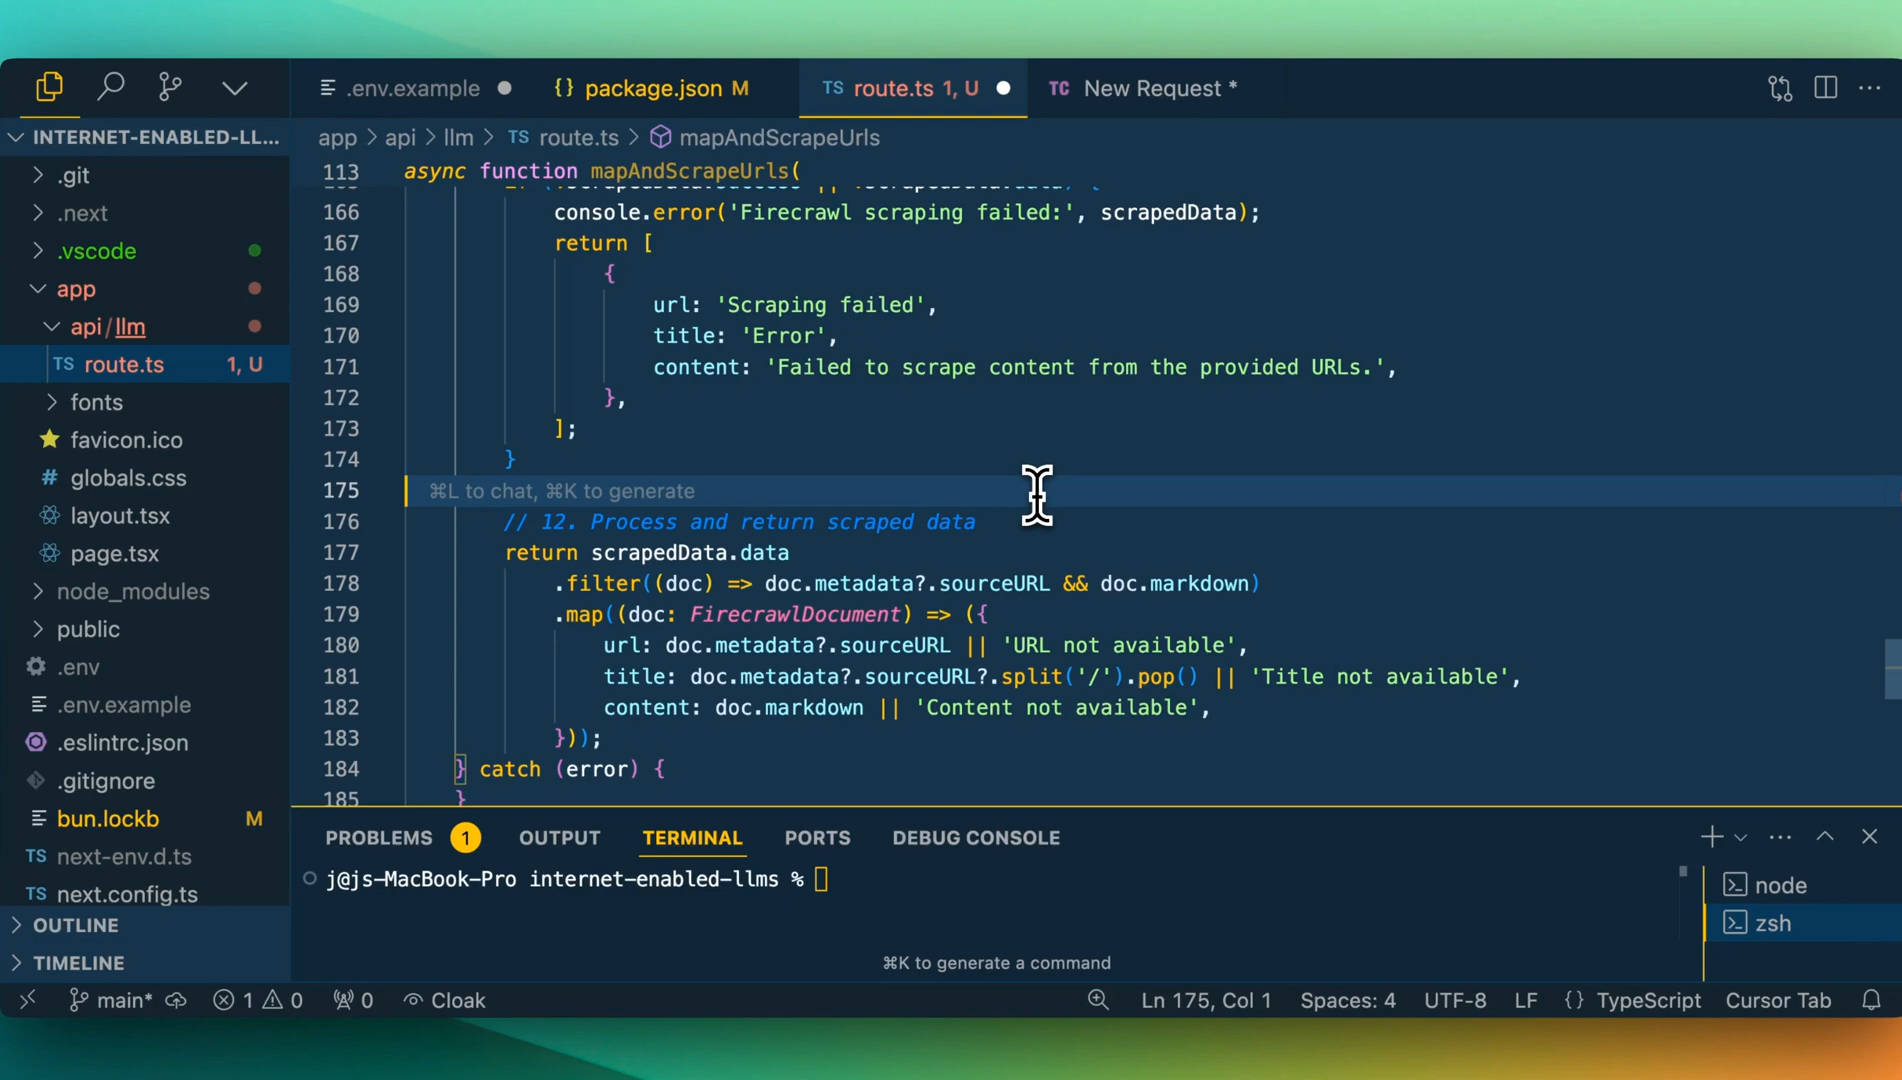 .env.example
{} package.json M
TS route.ts 1, U
TC New Request *
INTERNET-ENABLED-LL...
.git
.next
.vscode
app
api/llm
TS route.ts 1, U
fonts
favicon.ico
# globals.css
layout.tsx
page.tsx
node_modules
public
.env
.env.example
.eslintrc.json
.gitignore
bun.lockb M
TS next-env.d.ts
TS next.config.ts
OUTLINE
TIMELINE
app > api > llm > TS route.ts > mapAndScrapeUrls
113 async function mapAndScrapeUrls(
166 console.error('Firecrawl scraping failed:', scrapedData);
167 return [
168 {
169 url: 'Scraping failed',
170 title: 'Error',
171 content: 'Failed to scrape content from the provided URLs.',
172 },
173 ];
174 }
175 ⌘L to chat, ⌘K to generate
176 // 12. Process and return scraped data
177 return scrapedData.data
178 .filter((doc) => doc.metadata?.sourceURL && doc.markdown)
179 .map((doc: FirecrawlDocument) => ({
180 url: doc.metadata?.sourceURL || 'URL not available',
181 title: doc.metadata?.sourceURL?.split('/').pop() || 'Title not available',
182 content: doc.markdown || 'Content not available',
183 }));
184 } catch (error) {
185 }
PROBLEMS 1 OUTPUT TERMINAL PORTS DEBUG CONSOLE
j@js-MacBook-Pro internet-enabled-llms %
node
zsh
⌘K to generate a command
main* 1 0 0 Cloak Ln 175, Col 1 Spaces: 4 UTF-8 LF {} TypeScript Cursor Tab